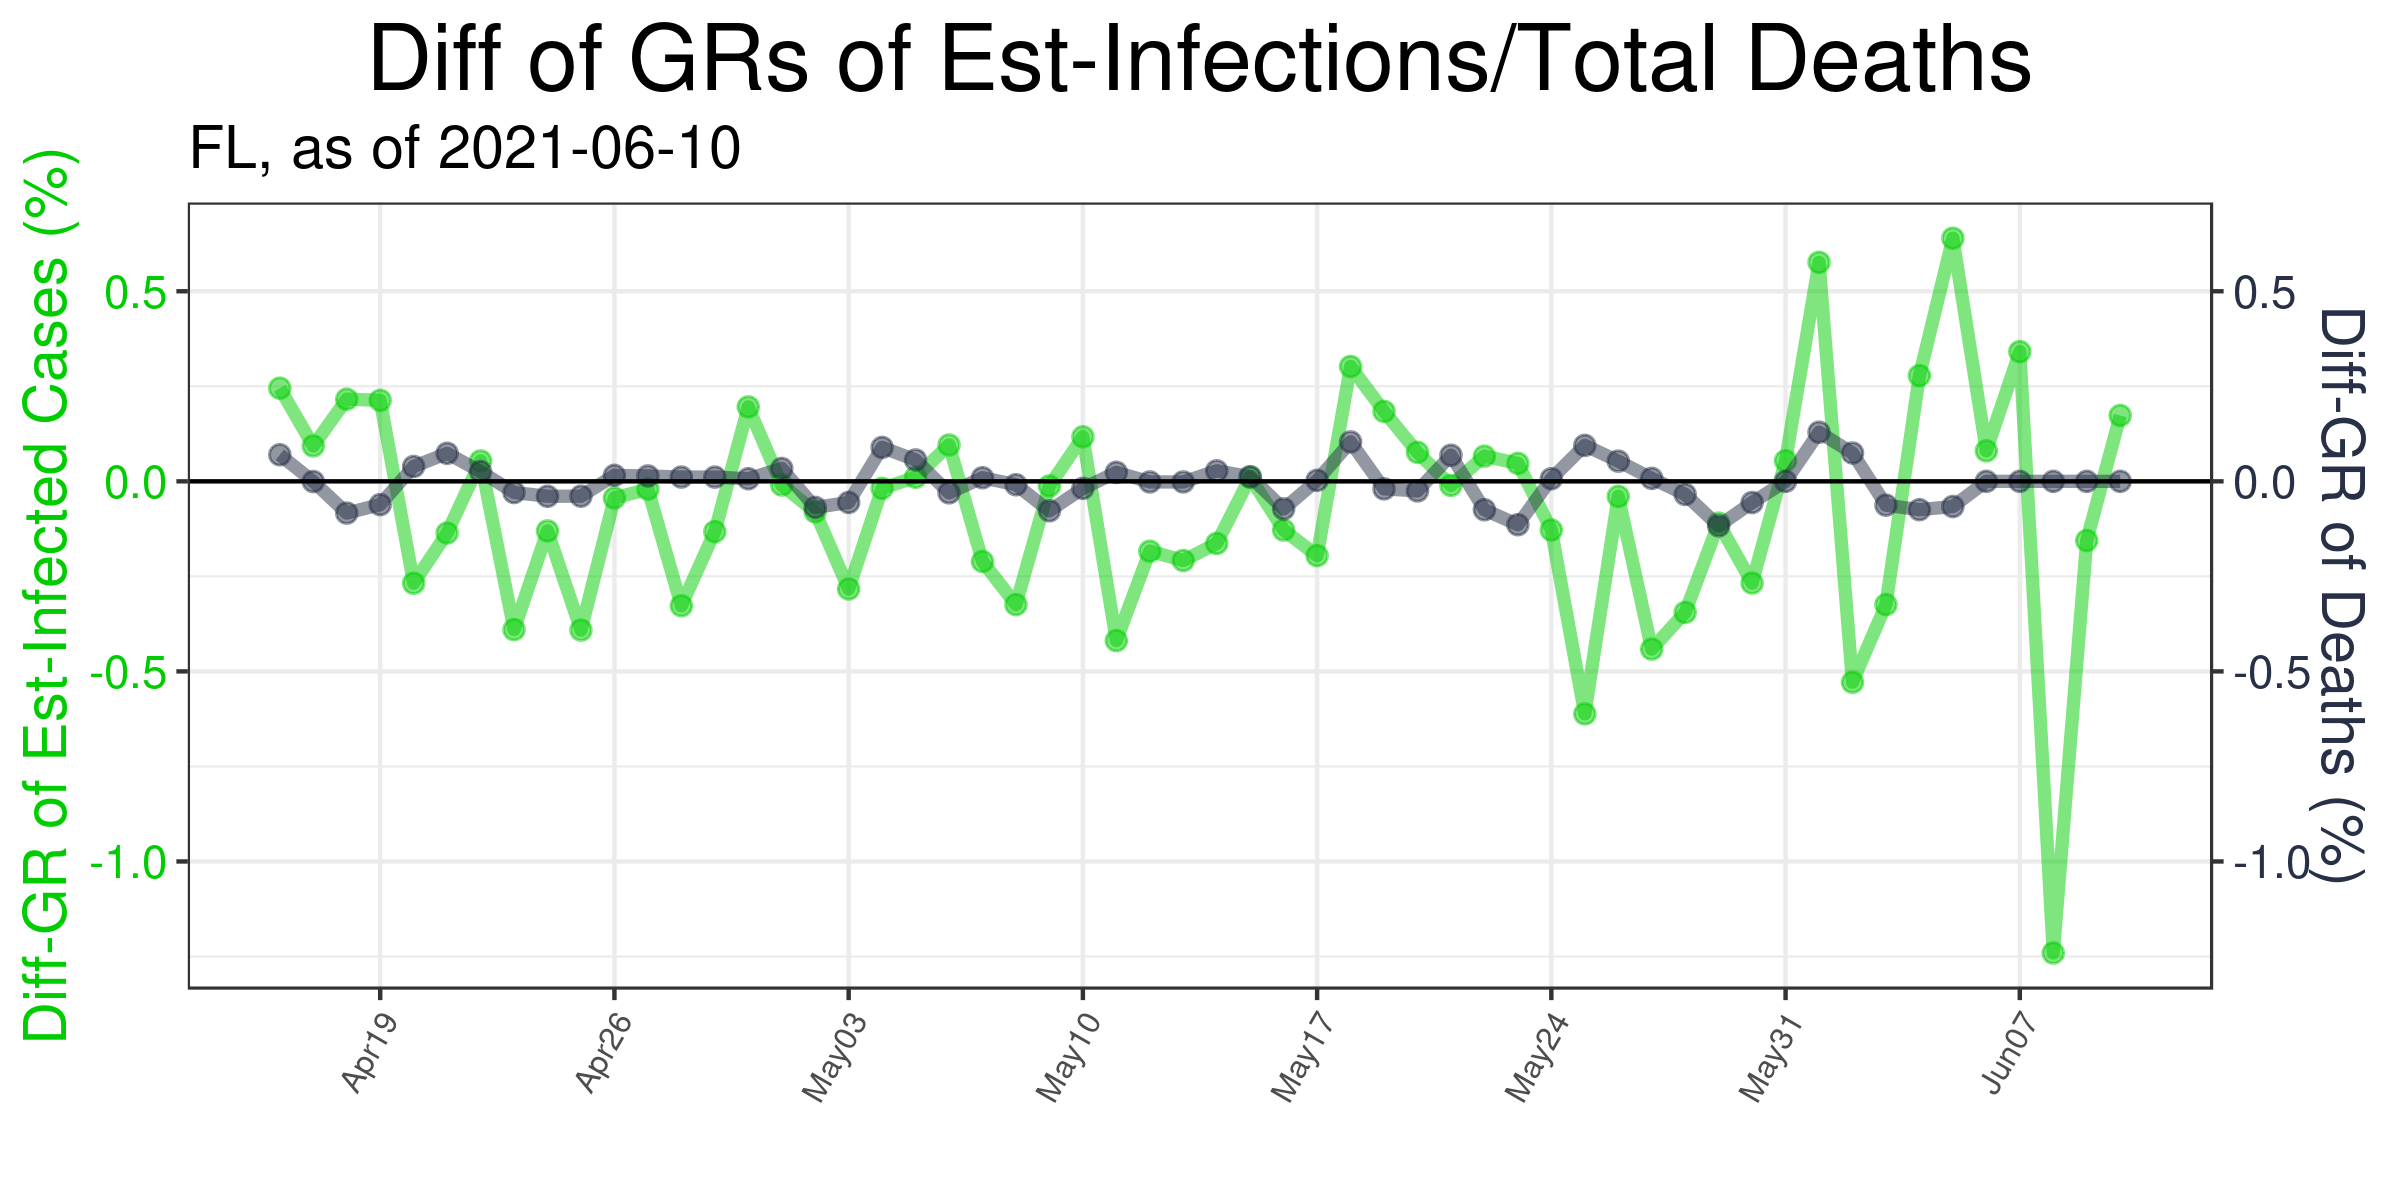 Diff of GRs of Est-Infections/Total Deaths
FL, as of 2021-06-10
Diff-GR of Est-Infected Cases (%)
0.5
0.0
-0.5
-1.0
0.5
0.0
-0.5
-1.0
Diff-GR of Deaths (%)
Apr19
Apr26
May03
May10
May17
May24
May31
Jun07